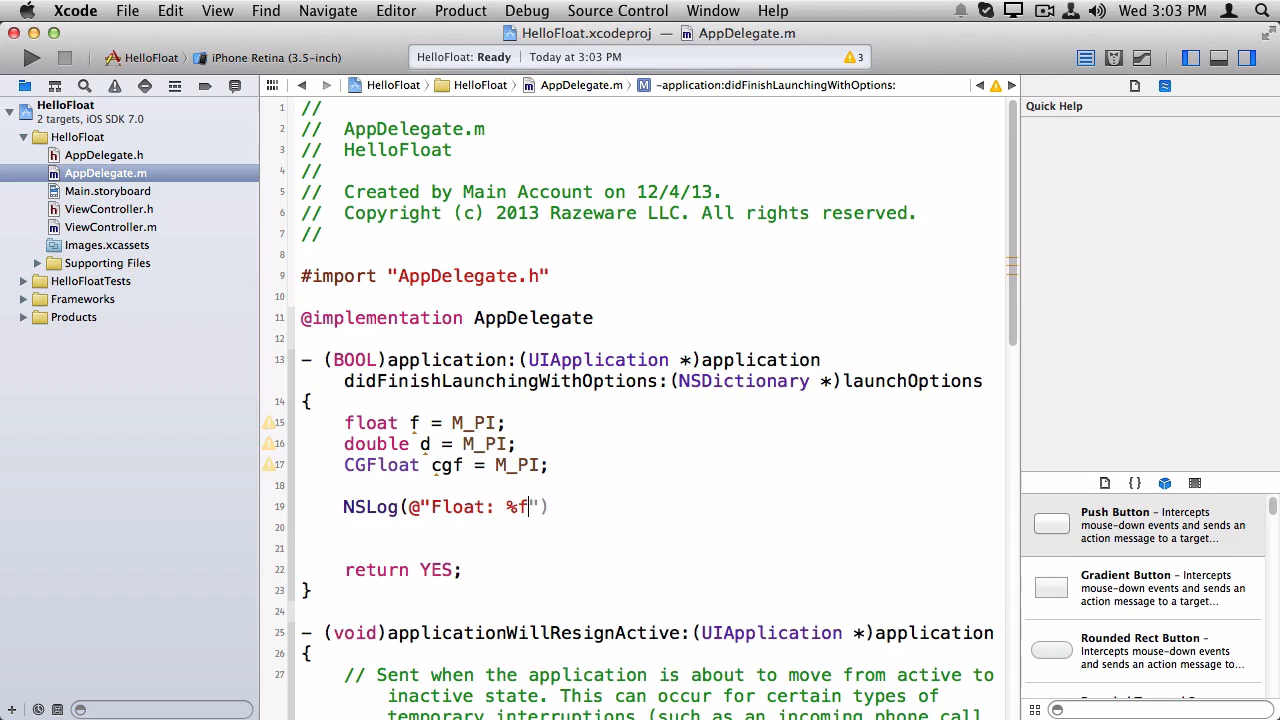 Xcode File Edit View Find Navigate Editor Product Debug Source Control Window Help Wed 3:03 PM
HelloFloat.xcodeproj — AppDelegate.m
HelloFloat iPhone Retina (3.5-inch) HelloFloat: Ready Today at 3:03 PM 3
HelloFloat HelloFloat AppDelegate.m M -application:didFinishLaunchingWithOptions:
HelloFloat
2 targets, iOS SDK 7.0
HelloFloat
h AppDelegate.h
m AppDelegate.m
Main.storyboard
h ViewController.h
m ViewController.m
Images.xcassets
Supporting Files
HelloFloatTests
Frameworks
Products
1 //
2 // AppDelegate.m
3 // HelloFloat
4 //
5 // Created by Main Account on 12/4/13.
6 // Copyright (c) 2013 Razeware LLC. All rights reserved.
7 //
8
9 #import "AppDelegate.h"
10
11 @implementation AppDelegate
12
13 - (BOOL)application:(UIApplication *)application
didFinishLaunchingWithOptions:(NSDictionary *)launchOptions
14 {
15 float f = M_PI;
16 double d = M_PI;
17 CGFloat cgf = M_PI;
18
19 NSLog(@"Float: %f")
20
21
22 return YES;
23 }
24
25 - (void)applicationWillResignActive:(UIApplication *)application
26 {
27 // Sent when the application is about to move from active to
inactive state. This can occur for certain types of
temporary interruptions (such as an incoming phone call
Quick Help
{ }
Push Button - Intercepts
mouse-down events and sends an
action message to a target...
Gradient Button - Intercepts
mouse-down events and sends an
action message to a target...
Rounded Rect Button -
Intercepts mouse-down events
and sends an action message to...